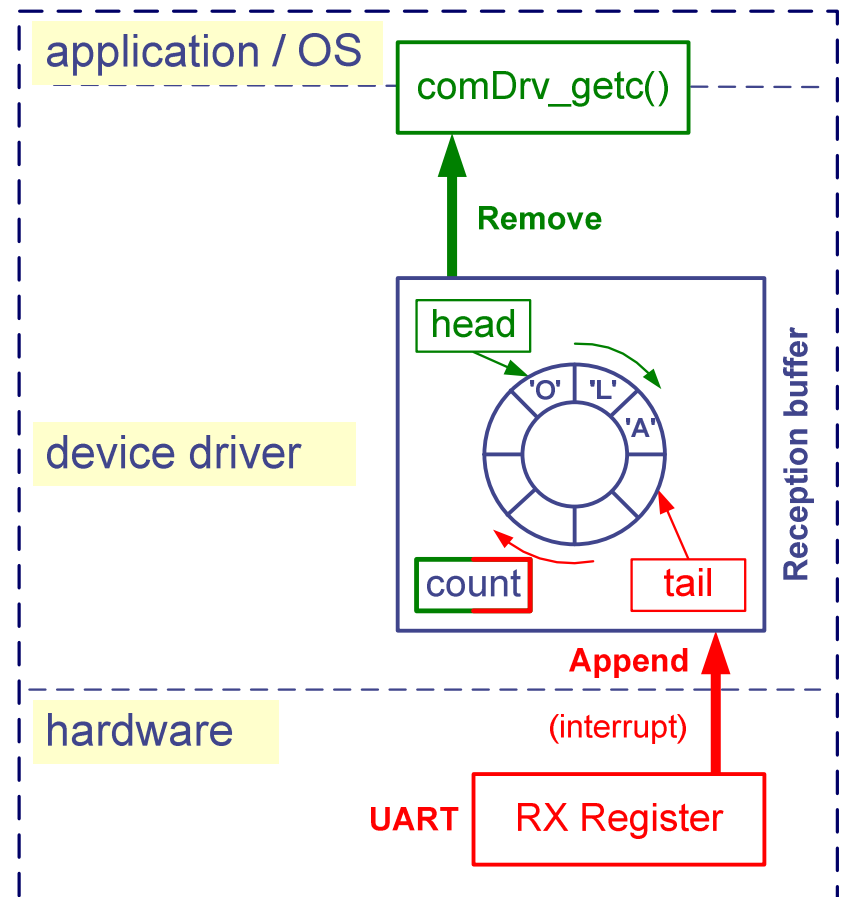 application / OS
comDrv_getc()
Remove
head
'O'
'L'
'A'
Reception buffer
device driver
count
tail
Append
hardware
(interrupt)
UART
RX Register